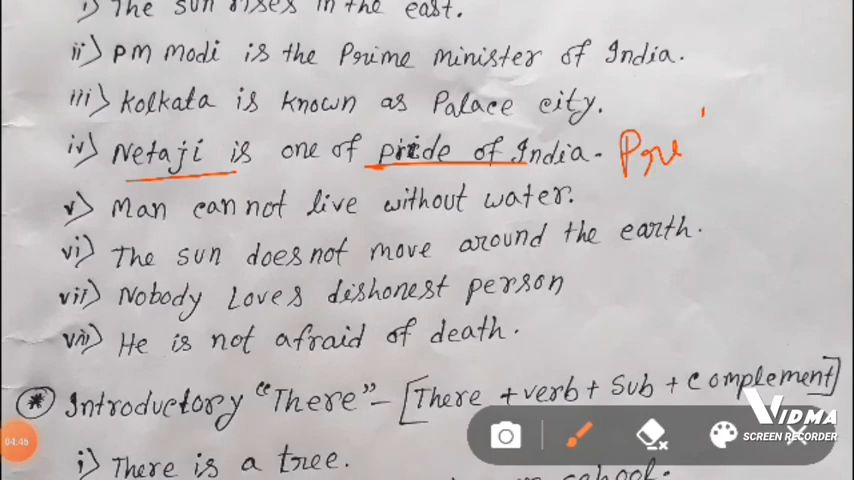 i) The sun rises in the east.
ii) PM Modi is the Prime minister of India.
iii) Kolkata is known as Palace city.
iv) Netaji is one of pride of India. Pre
v) Man can not live without water.
vi) The sun does not move around the earth.
vii) Nobody Loves dishonest person
viii) He is not afraid of death.
* Introductory "There" - [There + verb + Sub + Complement]
VIDMA
SCREEN RECORDER
04:45
i) There is a tree.
school.